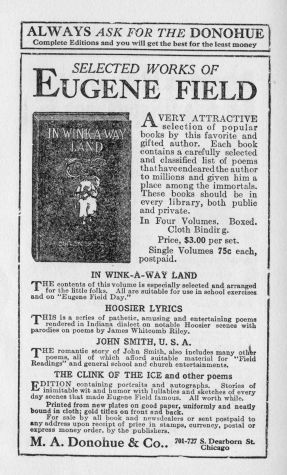 ALWAYS ASK FOR THE DONOHUE
Complete Editions and you will get the best for the least money
SELECTED WORKS OF
EUGENE FIELD
IN WINK-A-WAY
LAND
A VERY ATTRACTIVE
selection of popular
books by this favorite and
gifted author. Each book
contains a carefully selected
and classified list of poems
that have endeared the author
to millions and given him a
place among the immortals.
These books should be in
every library, both public
and private.
In Four Volumes. Boxed.
Cloth Binding.
Price, $3.00 per set.
Single Volumes 75c each,
postpaid.
IN WINK-A-WAY LAND
THE contents of this volume is especially selected and arranged
for the little folks. All are suitable for use in school exercises
and on "Eugene Field Day."
HOOSIER LYRICS
THIS is a series of pathetic, amusing and entertaining poems
rendered in Indiana dialect on notable Hoosier scenes with
parodies on poems by James Whitcomb Riley.
JOHN SMITH, U. S. A.
THE romantic story of John Smith, also includes many other
poems, all of which afford suitable material for "Field
Readings" and general school and church entertainments.
THE CLINK OF THE ICE and other poems
EDITION containing portraits and autographs. Stories of
inimitable wit and humor with lullabies and sketches of every
day scenes that made Eugene Field famous. All worth while.
Printed from new plates on good paper, uniformly and neatly
bound in cloth; gold titles on front and back.
For sale by all book and newsdealers or sent postpaid to
any address upon receipt of price in stamps, currency, postal or
express money order, by the publishers.
M. A. Donohue & Co.. 701-727 S. Dearborn St.
Chicago